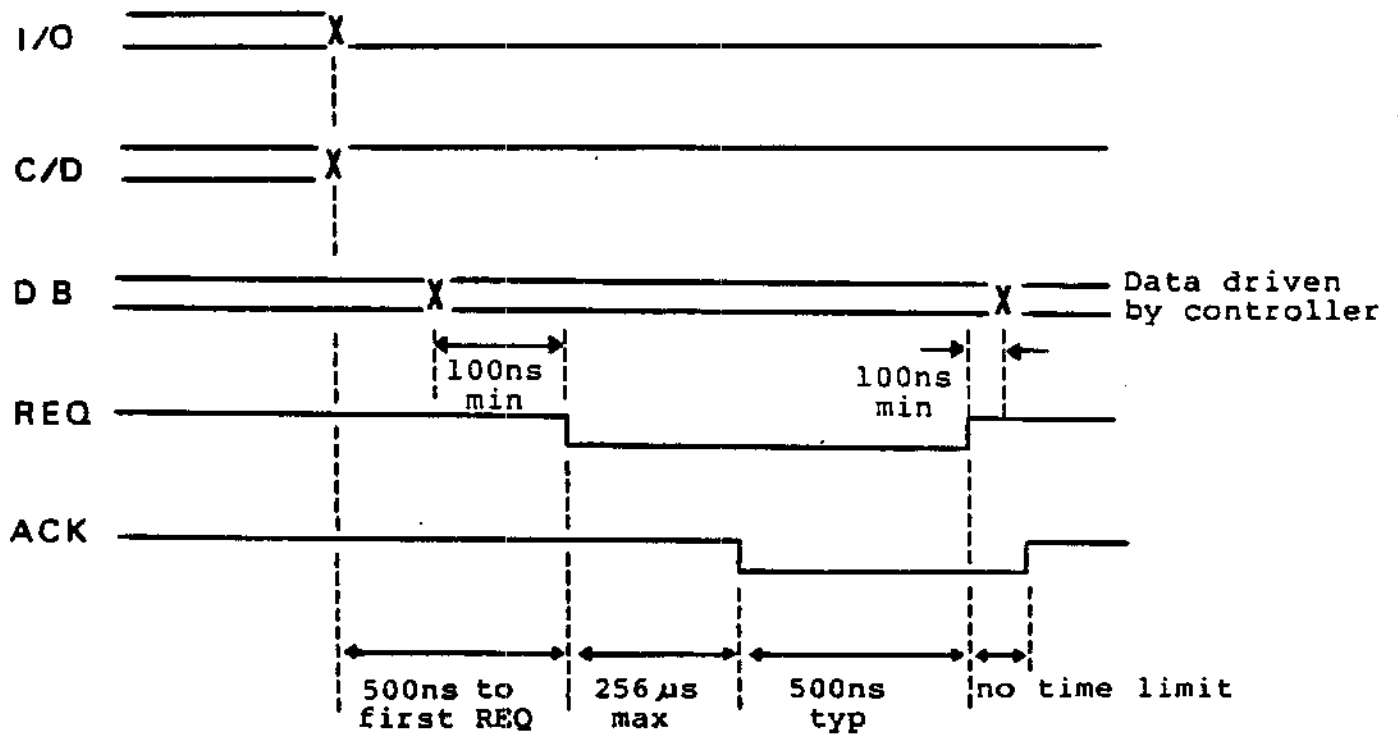 I/O
C/D
DB
Data driven
by controller
100ns
min
100ns
min
REQ
ACK
500ns to
first REQ
256 μs
max
500ns
typ
no time limit